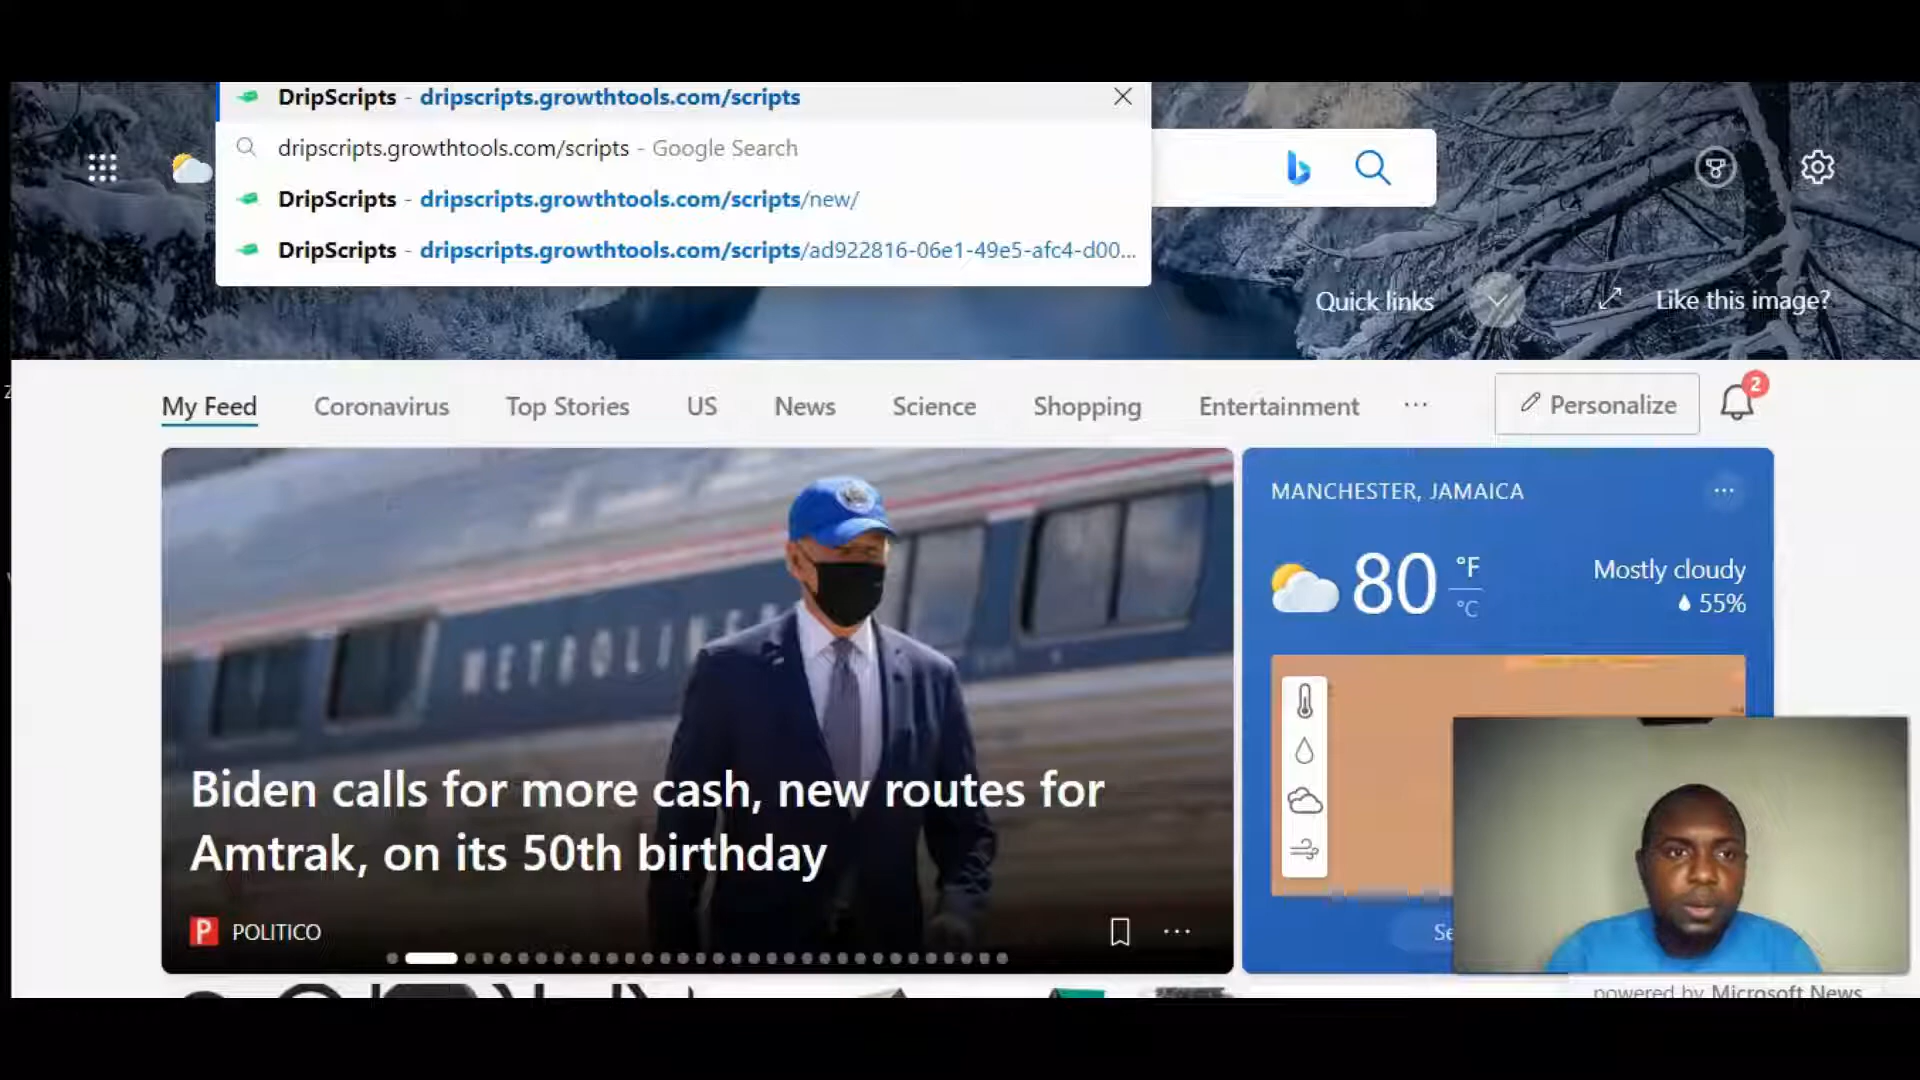 DripScripts - dripscripts.growthtools.com/scripts
dripscripts.growthtools.com/scripts - Google Search
DripScripts - dripscripts.growthtools.com/scripts/new/
DripScripts - dripscripts.growthtools.com/scripts/ad922816-06e1-49e5-afc4-d00...
Quick links
Like this image?
My Feed Coronavirus Top Stories US News Science Shopping Entertainment ... Personalize 2
METROLINER
Biden calls for more cash, new routes for
Amtrak, on its 50th birthday
P POLITICO
MANCHESTER, JAMAICA
80 °F
°C
Mostly cloudy
55%
Se
powered by Microsoft News